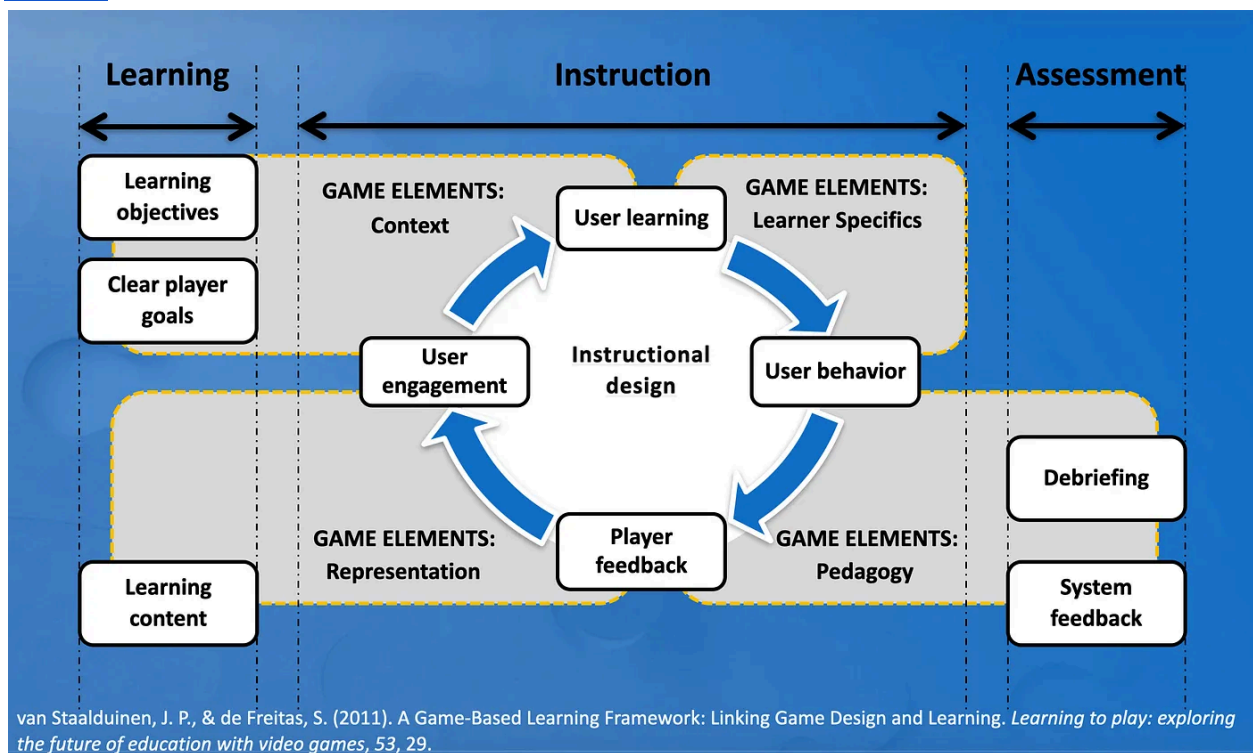 Learning
Instruction
Assessment
Learning
objectives
Clear player
goals
GAME ELEMENTS:
Context
User learning
GAME ELEMENTS:
Learner Specifics
User
engagement
Instructional
design
User behavior
GAME ELEMENTS:
Representation
Player
feedback
GAME ELEMENTS:
Pedagogy
Learning
content
Debriefing
System
feedback
van Staalduinen, J. P., & de Freitas, S. (2011). A Game-Based Learning Framework: Linking Game Design and Learning. Learning to play: exploring
the future of education with video games, 53, 29.